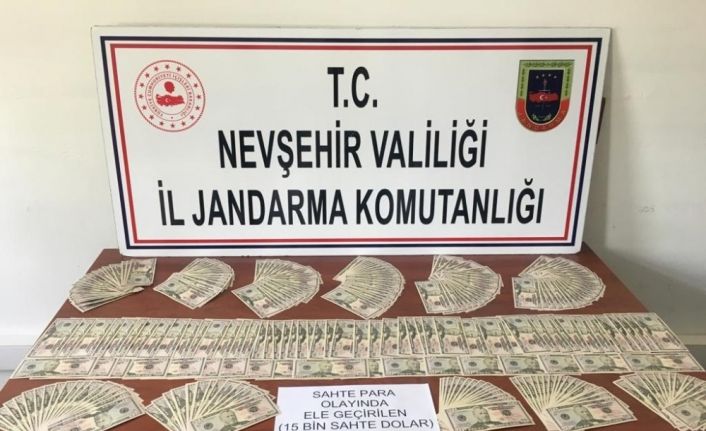 T.C.
NEVŞEHİR VALİLİĞİ
İL JANDARMA KOMUTANLIĞI
SAHTE PARA
OLAYINDA
ELE GEÇİRİLEN
(15 BİN SAHTE DOLAR)